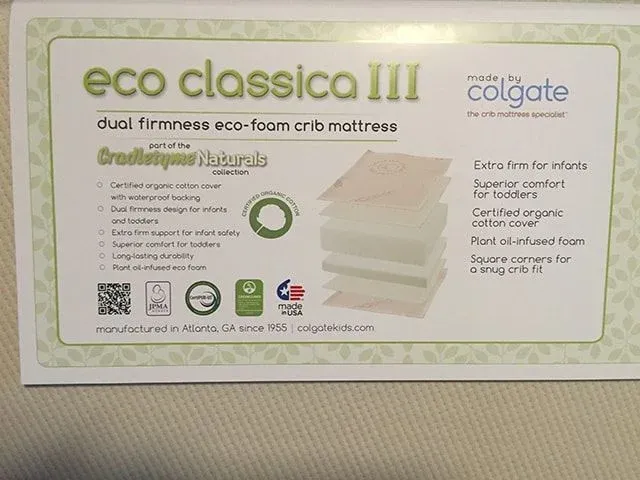 eco classica III
dual firmness eco-foam crib mattress
part of the
Cradletyme Naturals
collection
Certified organic cotton cover
with waterproof backing
Dual firmness design for infants
and toddlers
Extra firm support for infant safety
Superior comfort for toddlers
Long-lasting durability
Plant oil-infused eco foam
CERTIFIED ORGANIC COTTON
JPMA
CertiPUR-US
made
in USA
manufactured in Atlanta, GA since 1955 | colgatekids.com
made by
colgate
the crib mattress specialist™
Extra firm for infants
Superior comfort
for toddlers
Certified organic
cotton cover
Plant oil-infused foam
Square corners for
a snug crib fit